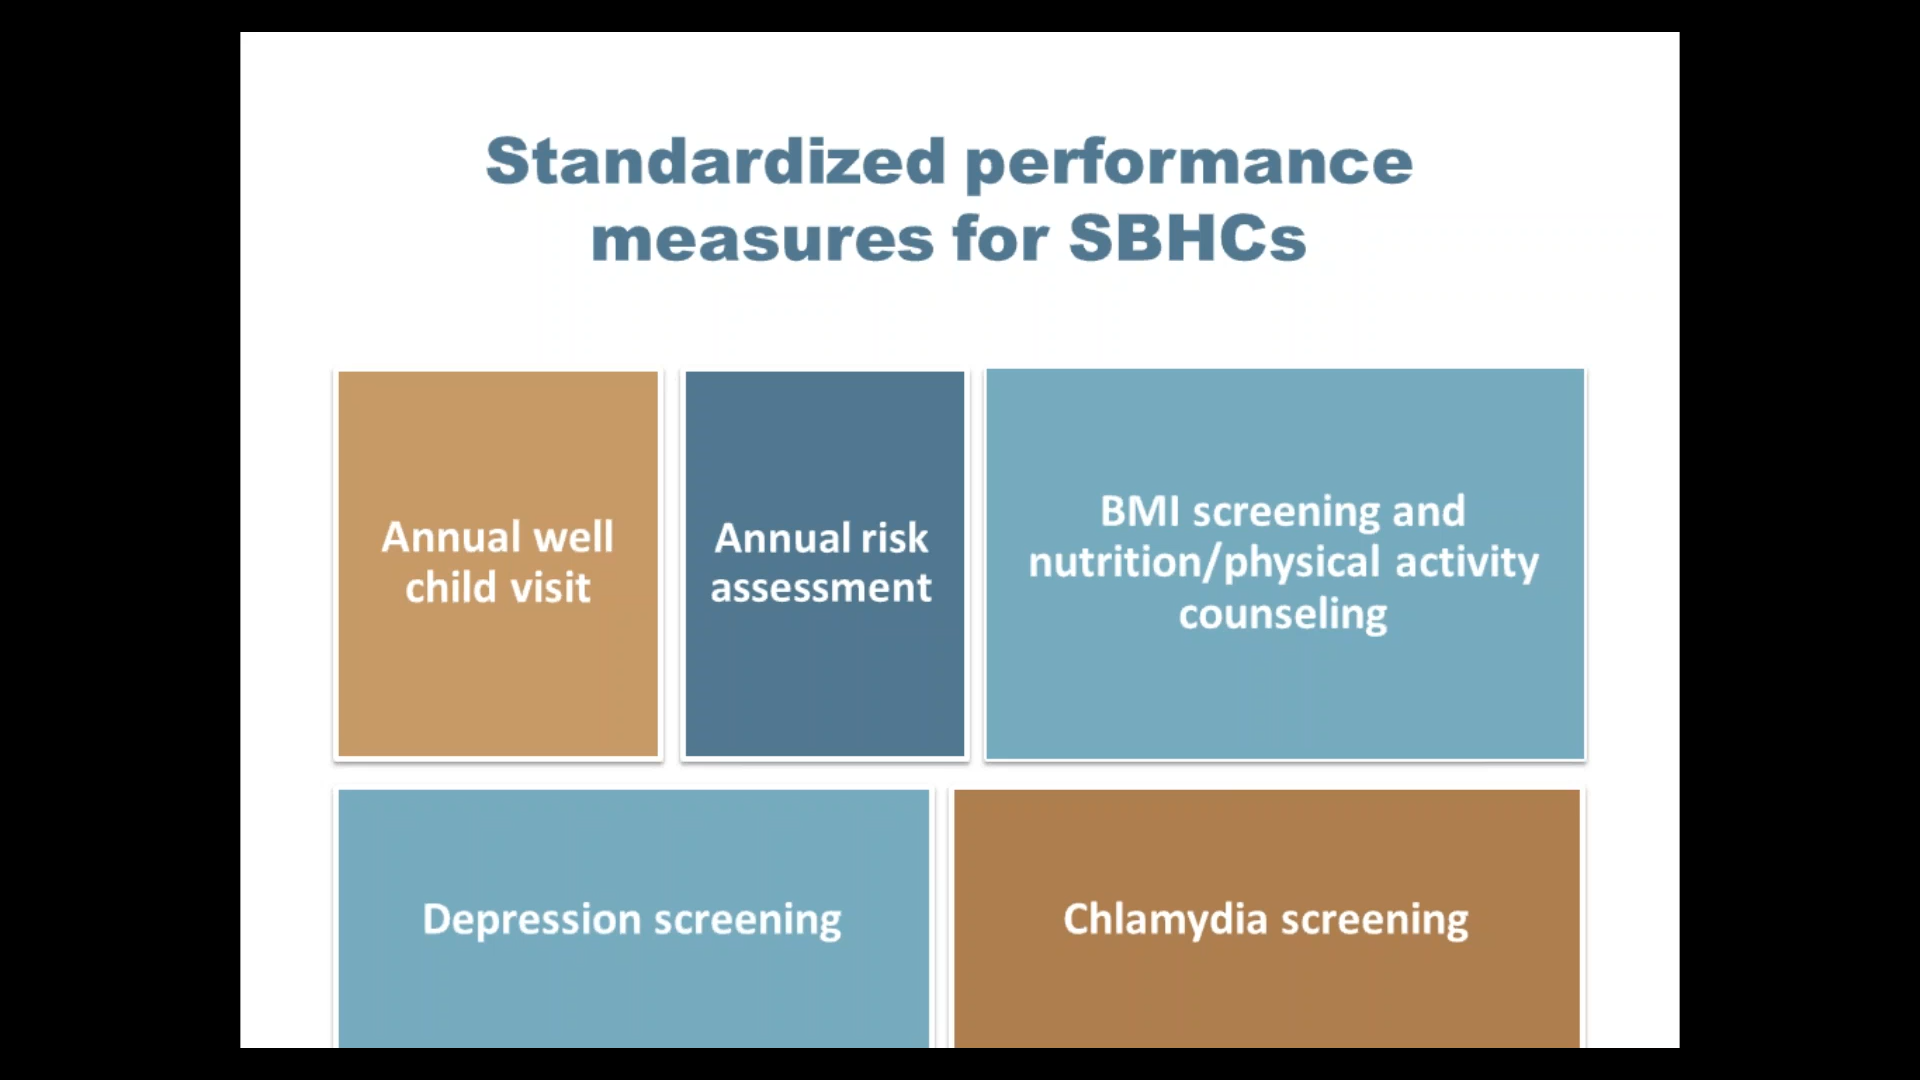 Standardized performance
measures for SBHCs
Annual well
child visit
Annual risk
assessment
BMI screening and
nutrition/physical activity
counseling
Depression screening
Chlamydia screening